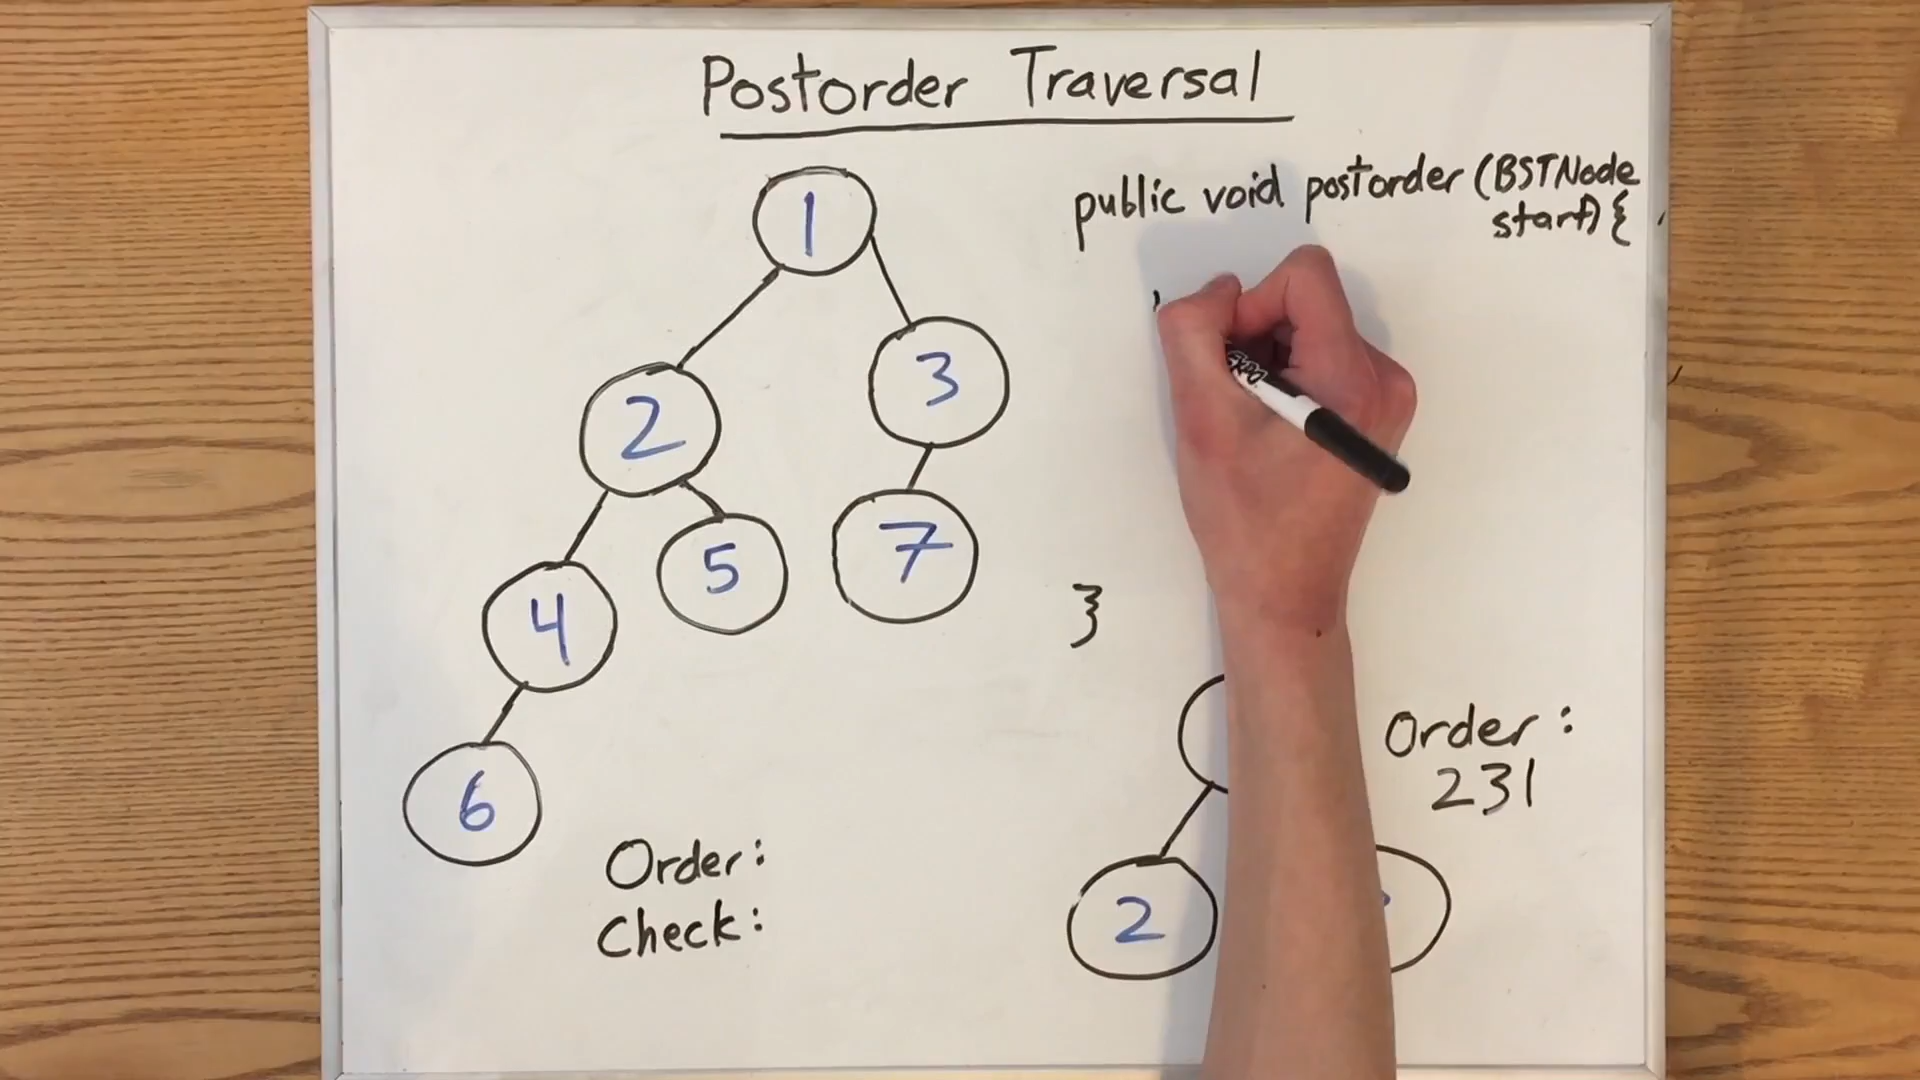 Postorder Traversal
public void postorder (BSTNode
start) {
1
2
3
4
5
7
6
}
EXPO
Order:
231
Order:
Check:
2